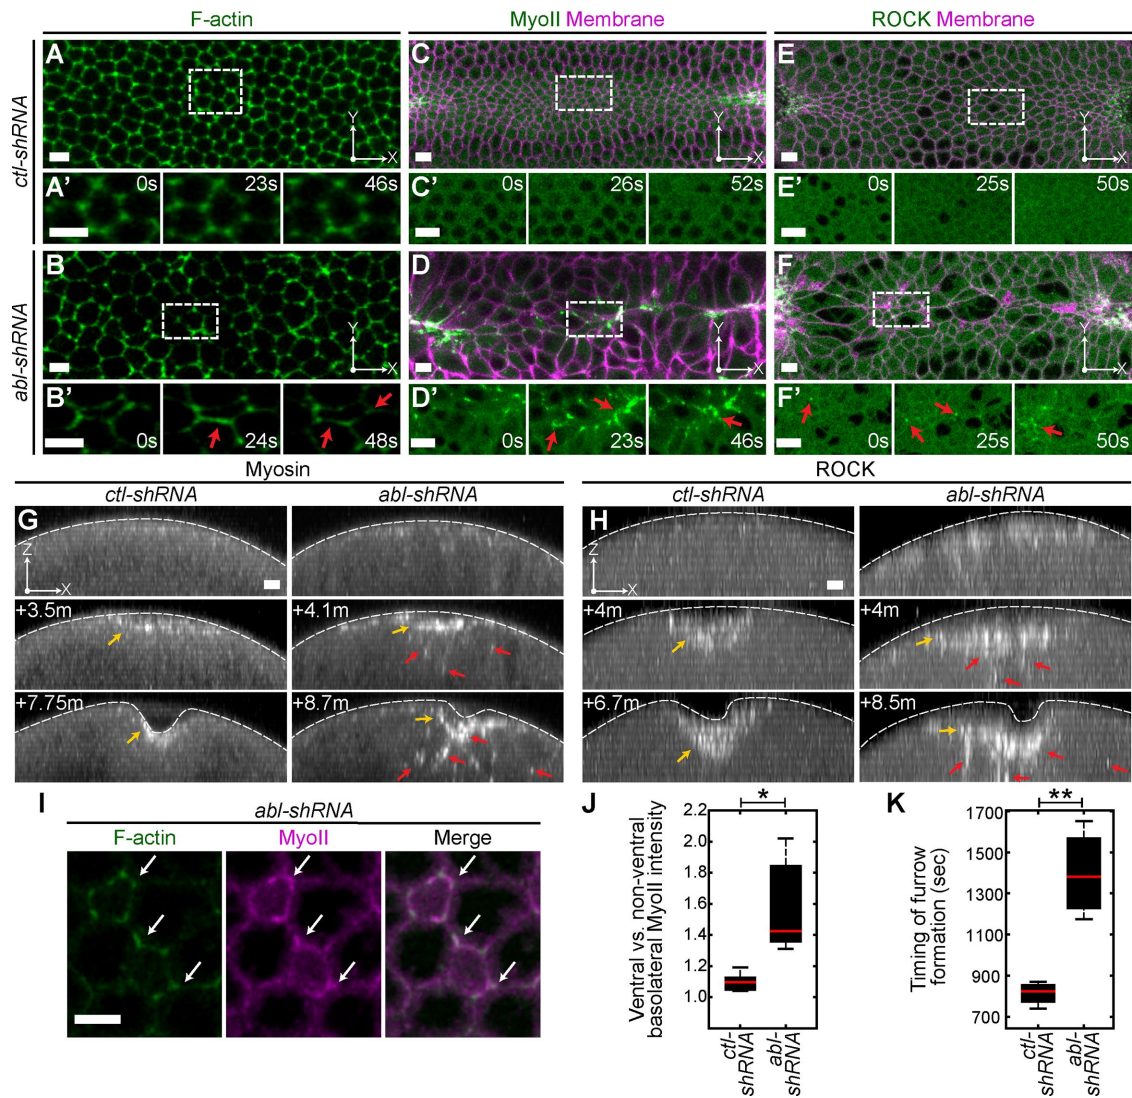 F-actin
MyoII Membrane
ROCK Membrane
ctl-shRNA
A
Y
X
C
Y
X
E
Y
X
A'
0s
23s
46s
C'
0s
26s
52s
E'
0s
25s
50s
abl-shRNA
B
Y
X
D
Y
X
F
Y
X
B'
0s
24s
48s
D'
0s
23s
46s
F'
0s
25s
50s
Myosin
ROCK
ctl-shRNA
abl-shRNA
ctl-shRNA
abl-shRNA
G
Z
X
H
Z
X
+3.5m
+4.1m
+4m
+4m
+7.75m
+8.7m
+6.7m
+8.5m
I
abl-shRNA
F-actin
MyoII
Merge
J
Ventral vs. non-ventral
basolateral MyoII intensity
2.2
2.0
1.8
1.6
1.4
1.2
1.0
*
ctl-
shRNA
abl-
shRNA
K
Timing of furrow
formation (sec)
1700
1500
1300
1100
900
700
**
ctl-
shRNA
abl-
shRNA